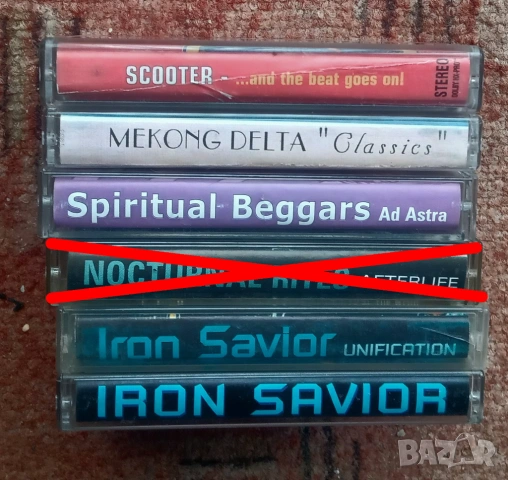 SCOOTER - ...and the beat goes on!
STEREO
MEKONG DELTA "Classics"
Spiritual Beggars Ad Astra
NOCTURNAL RITES AFTERLIFE
Iron Savior UNIFICATION
IRON SAVIOR
BAZAR